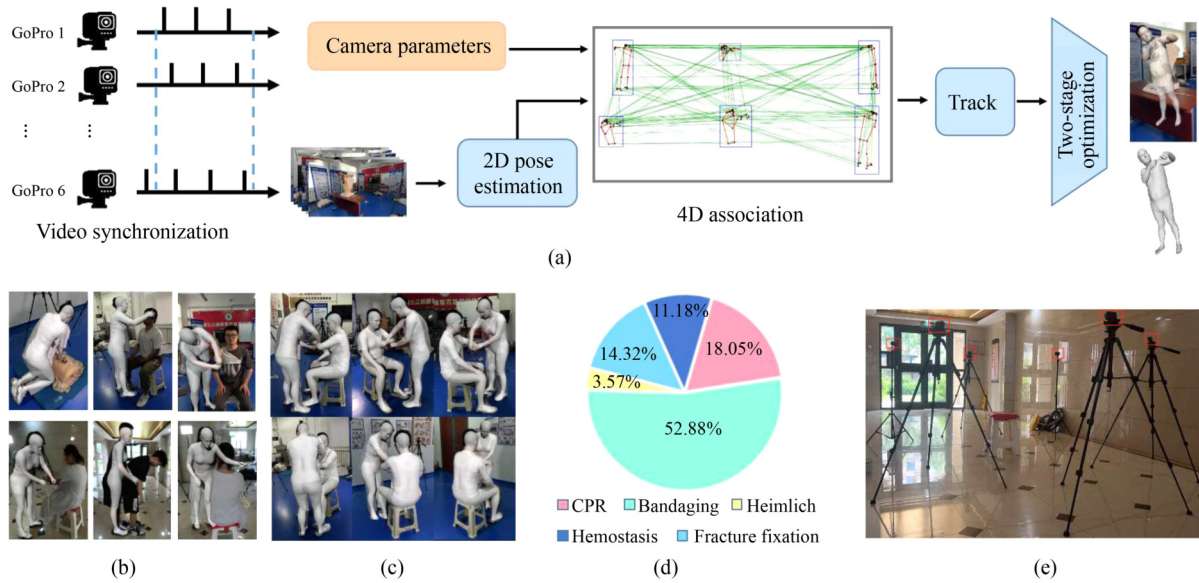 GoPro 1
GoPro 2
⋮ ⋮
GoPro 6
Video synchronization
Camera parameters
2D pose
estimation
4D association
Track
Two-stage
optimization
(a)
11.18%
18.05%
14.32%
3.57%
52.88%
CPR Bandaging Heimlich
Hemostasis Fracture fixation
(b) (c) (d) (e)